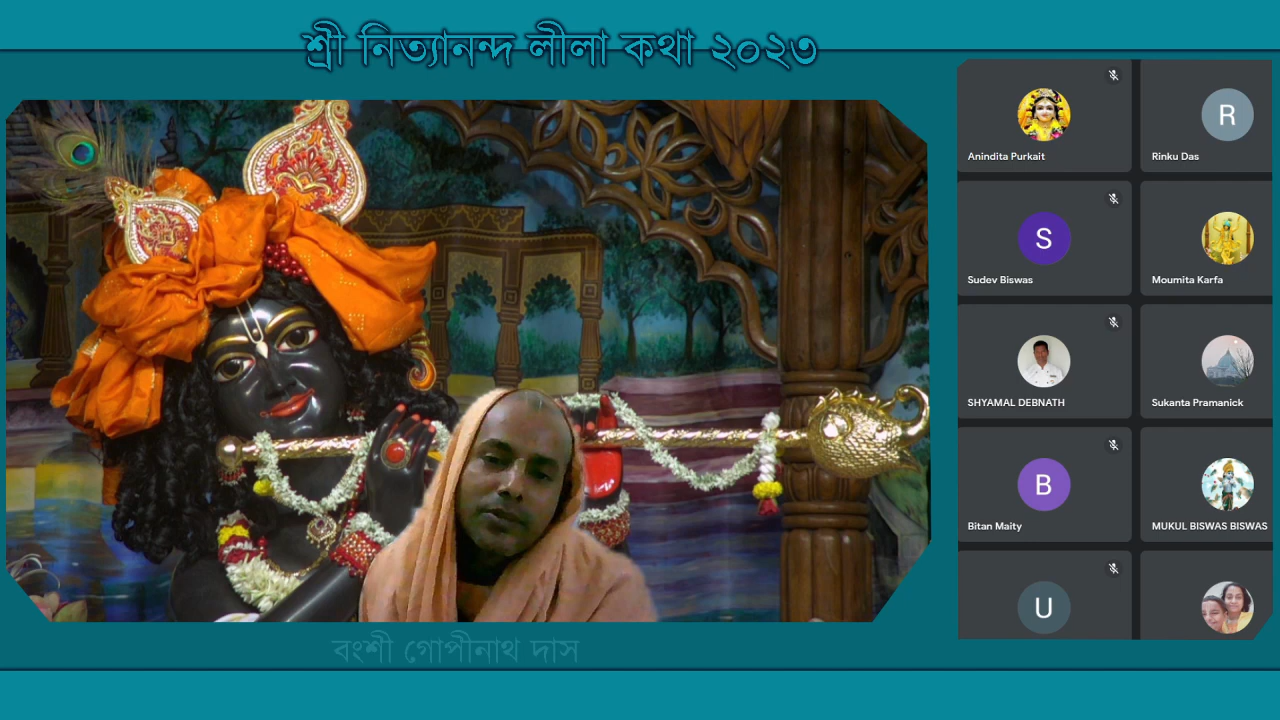 শ্রী নিত্যানন্দ লীলা কথা ২০২৩
Anindita Purkait
R
Rinku Das
S
Sudev Biswas
Moumita Karfa
SHYAMAL DEBNATH
Sukanta Pramanick
B
Bitan Maity
MUKUL BISWAS BISWAS
U
বংশী গোপীনাথ দাস